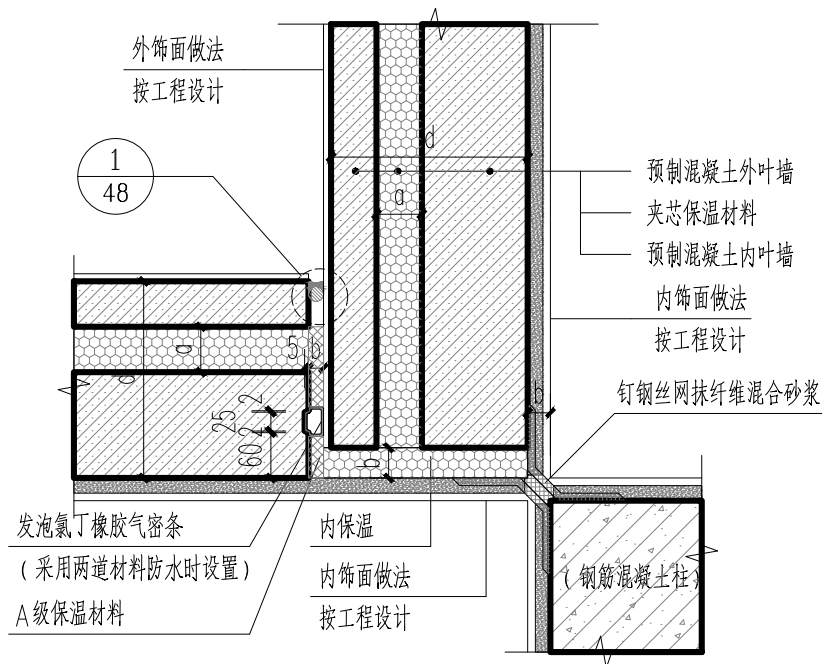 外饰面做法
按工程设计
1
48
d
a
预制混凝土外叶墙
夹芯保温材料
预制混凝土内叶墙
内饰面做法
按工程设计
a
d
5
b
2
25
2
60
b
b
钉钢丝网抹纤维混合砂浆
发泡氯丁橡胶气密条
（采用两道材料防水时设置）
A级保温材料
内保温
内饰面做法
按工程设计
（钢筋混凝土柱）